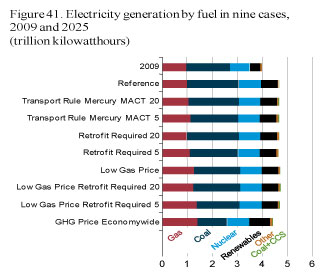 Figure 41. Electricity generation by fuel in nine cases,
2009 and 2025
(trillion kilowatthours)
2009
Reference
Transport Rule Mercury MACT 20
Transport Rule Mercury MACT 5
Retrofit Required 20
Retrofit Required 5
Low Gas Price
Low Gas Price Retrofit Required 20
Low Gas Price Retrofit Required 5
GHG Price Economywide
Gas Coal Nuclear Renewables Other Coal+CCS
0 1 2 3 4 5 6